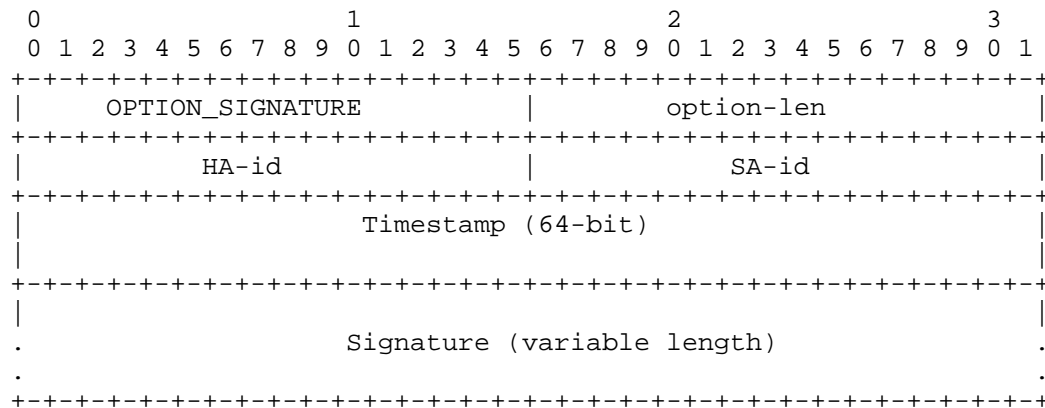 0                   1                   2                   3
 0 1 2 3 4 5 6 7 8 9 0 1 2 3 4 5 6 7 8 9 0 1 2 3 4 5 6 7 8 9 0 1
+-+-+-+-+-+-+-+-+-+-+-+-+-+-+-+-+-+-+-+-+-+-+-+-+-+-+-+-+-+-+-+-+
|     OPTION_SIGNATURE          |        option-len             |
+-+-+-+-+-+-+-+-+-+-+-+-+-+-+-+-+-+-+-+-+-+-+-+-+-+-+-+-+-+-+-+-+
|           HA-id               |            SA-id              |
+-+-+-+-+-+-+-+-+-+-+-+-+-+-+-+-+-+-+-+-+-+-+-+-+-+-+-+-+-+-+-+-+
|                     Timestamp (64-bit)                        |
|                                                               |
+-+-+-+-+-+-+-+-+-+-+-+-+-+-+-+-+-+-+-+-+-+-+-+-+-+-+-+-+-+-+-+-+
|                                                               |
.                    Signature (variable length)                .
.                                                               .
+-+-+-+-+-+-+-+-+-+-+-+-+-+-+-+-+-+-+-+-+-+-+-+-+-+-+-+-+-+-+-+-+